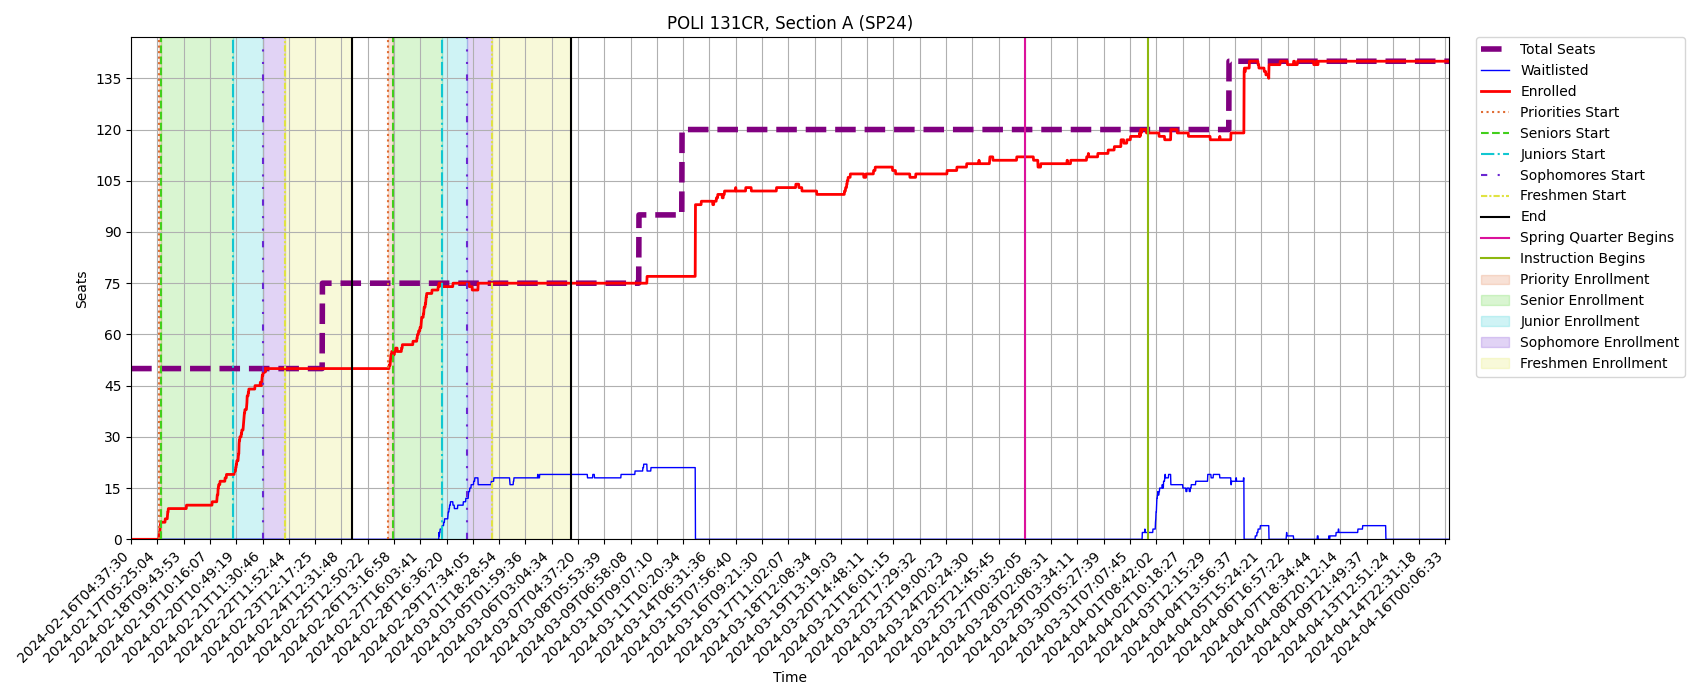 POLI 131CR, Section A (SP24)
Seats
135
120
105
90
75
60
45
30
15
0
2024-02-16T04:37:30
2024-02-17T05:25:04
2024-02-18T09:43:53
2024-02-19T10:16:07
2024-02-20T10:49:19
2024-02-21T11:30:46
2024-02-22T11:52:44
2024-02-23T12:17:25
2024-02-24T12:31:48
2024-02-25T12:50:22
2024-02-26T13:16:58
2024-02-27T16:03:41
2024-02-28T16:36:20
2024-02-29T17:34:05
2024-03-01T18:28:54
2024-03-05T01:59:36
2024-03-06T03:04:34
2024-03-07T04:37:20
2024-03-08T05:53:39
2024-03-09T06:58:08
2024-03-10T09:07:10
2024-03-11T10:20:34
2024-03-14T06:31:36
2024-03-15T07:56:40
2024-03-16T09:21:30
2024-03-17T11:02:07
2024-03-18T12:08:34
2024-03-19T13:19:03
2024-03-20T14:48:11
2024-03-21T16:01:15
2024-03-22T17:29:32
2024-03-23T19:00:23
2024-03-24T20:24:30
2024-03-25T21:45:45
2024-03-27T00:32:05
2024-03-28T02:08:31
2024-03-29T03:34:11
2024-03-30T05:27:39
2024-03-31T07:07:45
2024-04-01T08:42:02
2024-04-02T10:18:27
2024-04-03T12:15:29
2024-04-04T13:56:37
2024-04-05T15:24:21
2024-04-06T16:57:22
2024-04-07T18:34:44
2024-04-08T20:12:14
2024-04-09T21:49:37
2024-04-13T12:51:24
2024-04-14T22:31:18
2024-04-16T00:06:33
Time
Total Seats
Waitlisted
Enrolled
Priorities Start
Seniors Start
Juniors Start
Sophomores Start
Freshmen Start
End
Spring Quarter Begins
Instruction Begins
Priority Enrollment
Senior Enrollment
Junior Enrollment
Sophomore Enrollment
Freshmen Enrollment